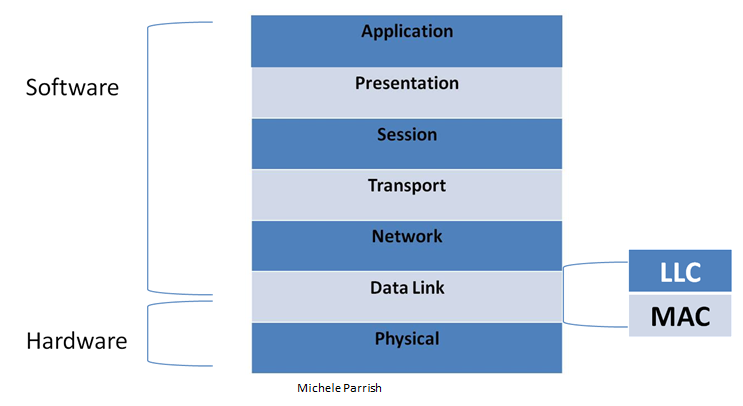 Software
Application
Presentation
Session
Transport
Network
Data Link
Physical
Hardware
LLC
MAC
Michele Parrish